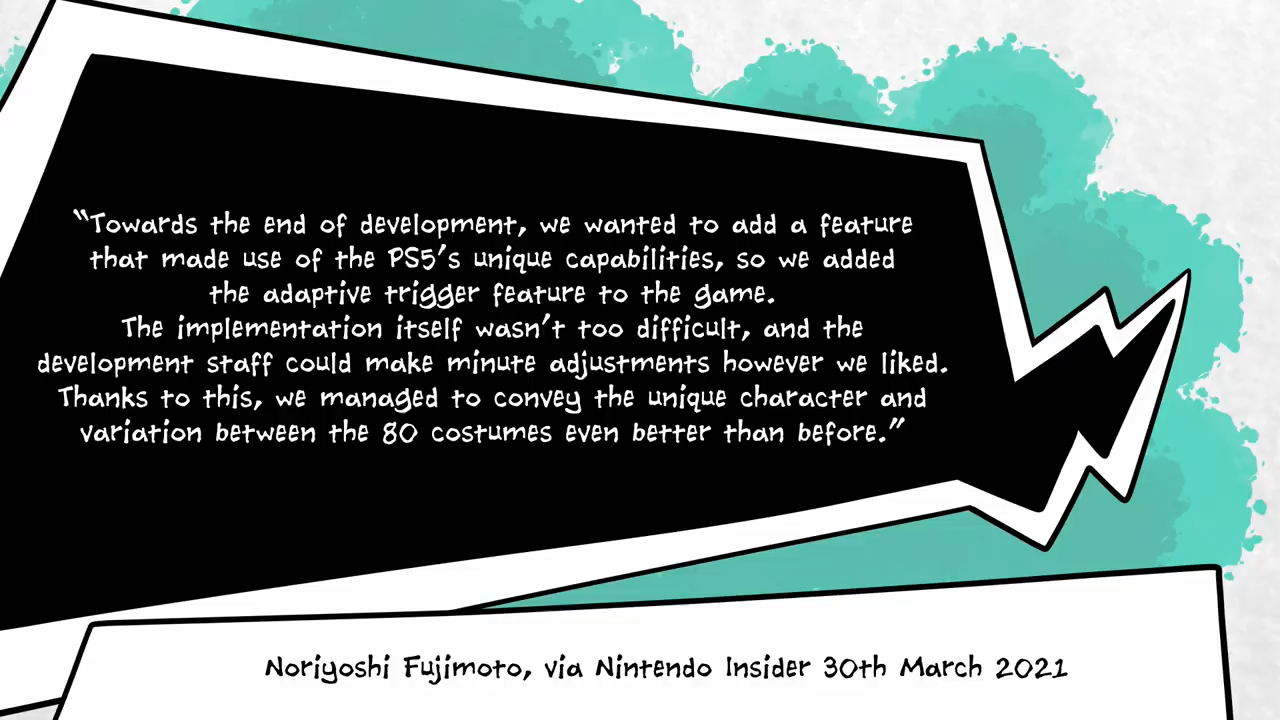 “Towards the end of development, we wanted to add a feature
that made use of the PS5’s unique capabilities, so we added
the adaptive trigger feature to the game.
The implementation itself wasn’t too difficult, and the
development staff could make minute adjustments however we liked.
Thanks to this, we managed to convey the unique character and
variation between the 80 costumes even better than before.”
Noriyoshi Fujimoto, via Nintendo Insider 30th March 2021